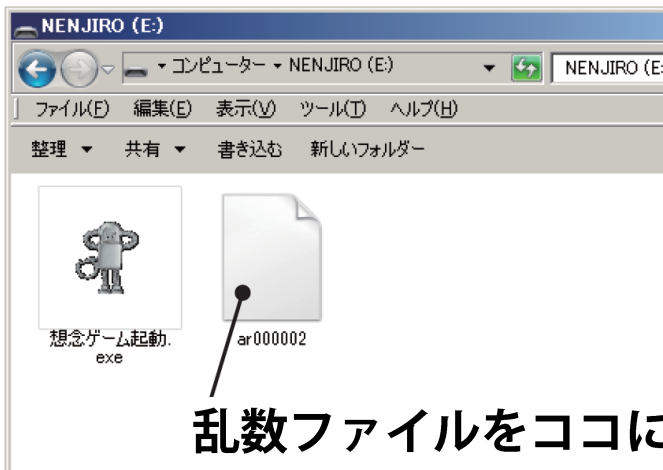 NENJIRO (E:)
コンピューター NENJIRO (E:) NENJIRO (E:
ファイル(F) 編集(E) 表示(V) ツール(T) ヘルプ(H)
整理 共有 書き込む 新しいフォルダー
想念ゲーム起動. ar000002
exe
乱数ファイルをココに